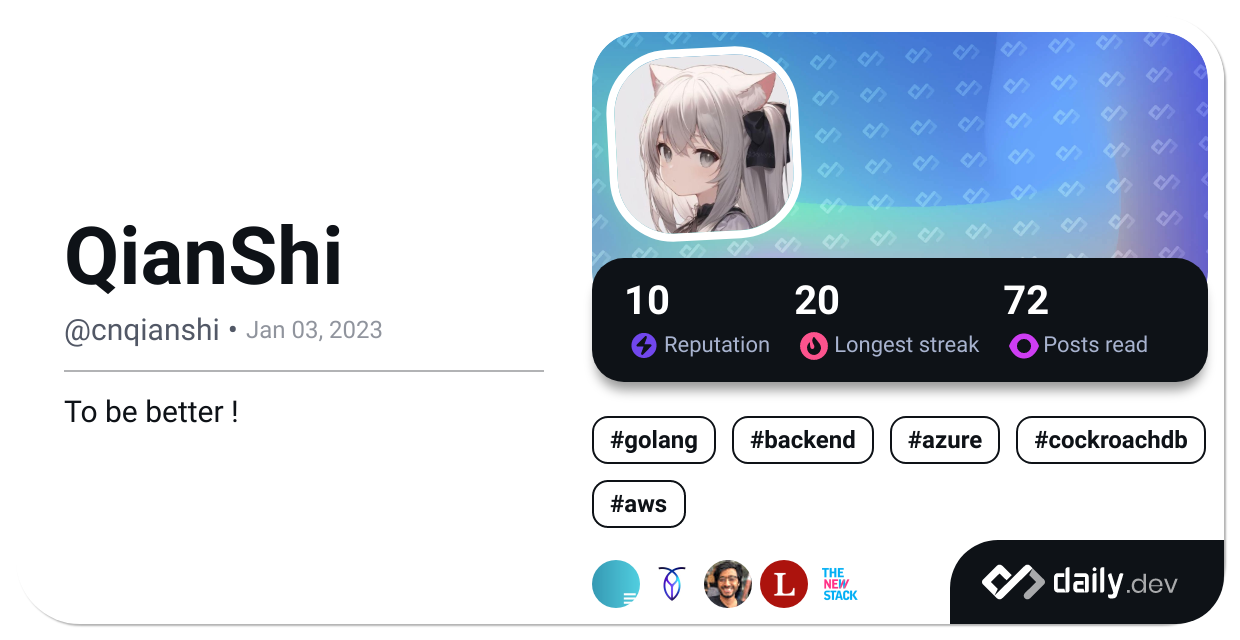 QianShi
@cnqianshi • Jan 03, 2023
To be better !
10 20 72
Reputation Longest streak Posts read
#golang #backend #azure #cockroachdb
#aws
L
THE
NEW
STACK
daily.dev